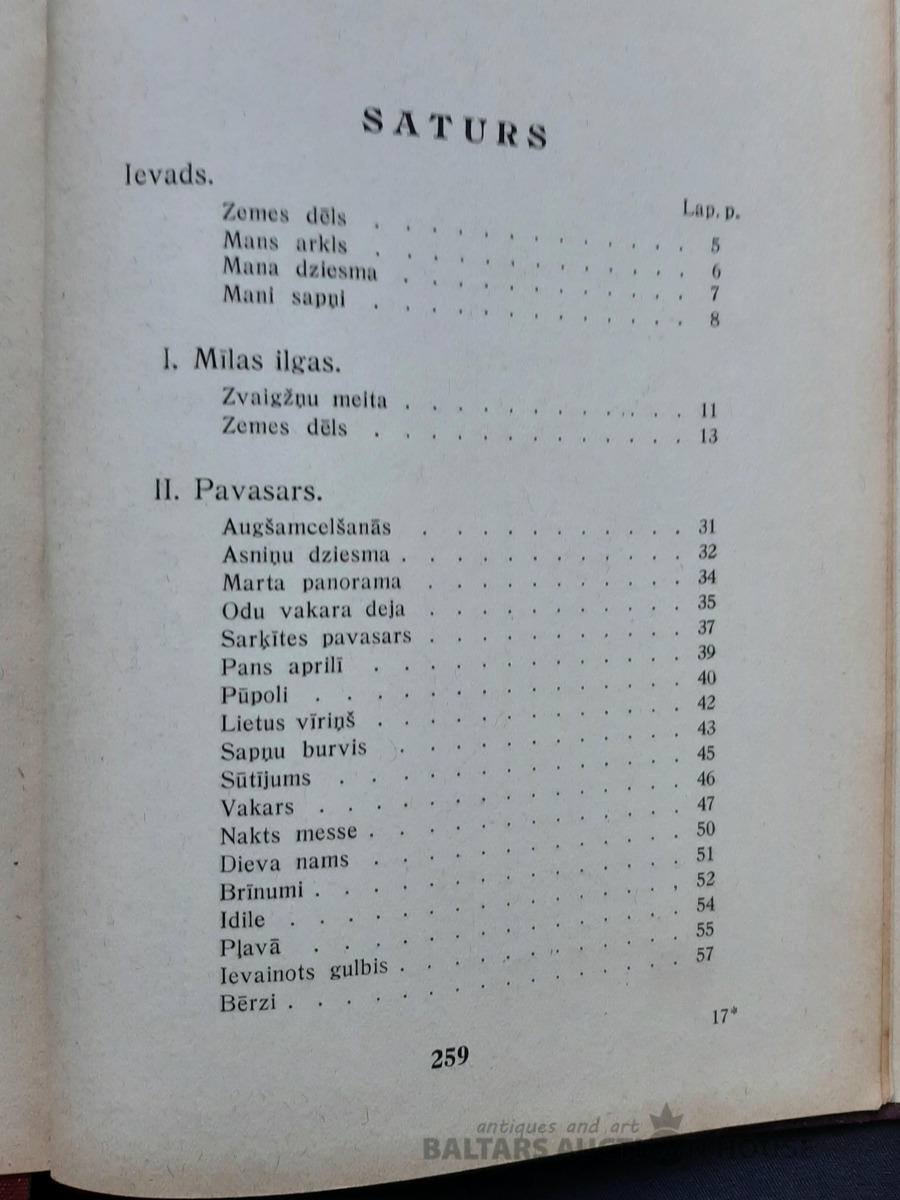 SATURS
Ievads.
Lap. p.
Zemes dēls . . . . . . . . . . . 5
Mans arkls . . . . . . . . . . . 6
Mana dziesma . . . . . . . . . . 7
Mani sapņi . . . . . . . . . . . 8
I. Mīlas ilgas.
Zvaigžņu meita . . . . . . . . . . 11
Zemes dēls . . . . . . . . . . . 13
II. Pavasars.
Augšamcelšanās . . . . . . . . . 31
Asniņu dziesma . . . . . . . . . . 32
Marta panorama . . . . . . . . . 34
Odu vakara deja . . . . . . . . . 35
Sarķītes pavasars . . . . . . . . . 37
Pans aprilī . . . . . . . . . . . 39
Pūpoli . . . . . . . . . . . . . 40
Lietus vīriņš . . . . . . . . . . . 42
Sapņu burvis . . . . . . . . . . 43
Sūtījums . . . . . . . . . . . . 45
Vakars . . . . . . . . . . . . . 46
Nakts messe . . . . . . . . . . . 47
Dieva nams . . . . . . . . . . . 50
Brīnumi . . . . . . . . . . . . . 51
Idile . . . . . . . . . . . . . . 52
Pļavā . . . . . . . . . . . . . 54
Ievainots gulbis . . . . . . . . . . 55
Bērzi . . . . . . . . . . . . . . 57
17*
259
antiques and art
BALTARS AUCTION HOUSE